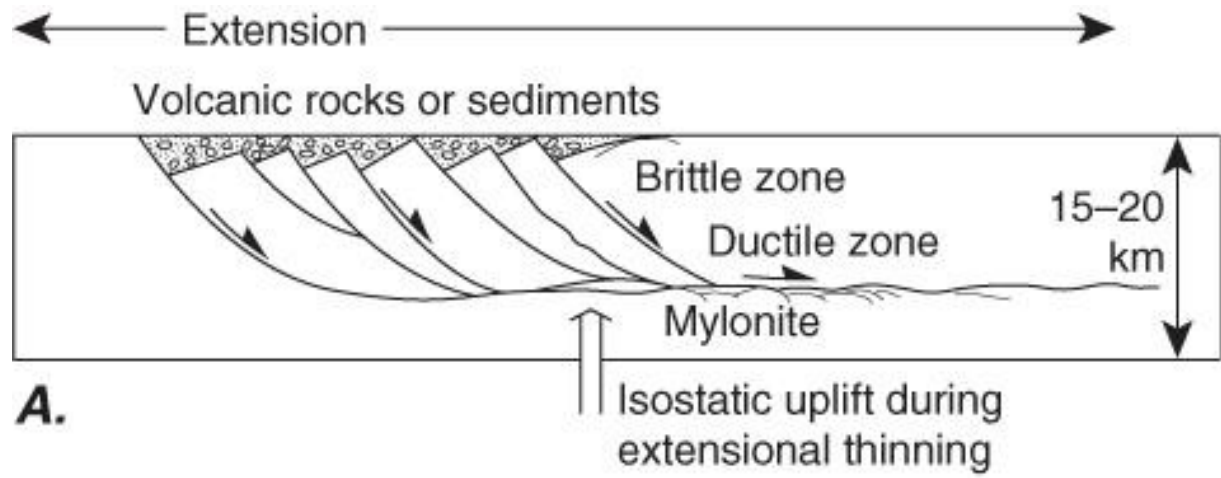 Extension
Volcanic rocks or sediments
Brittle zone
15–20
km
Ductile zone
Mylonite
A.
Isostatic uplift during
extensional thinning